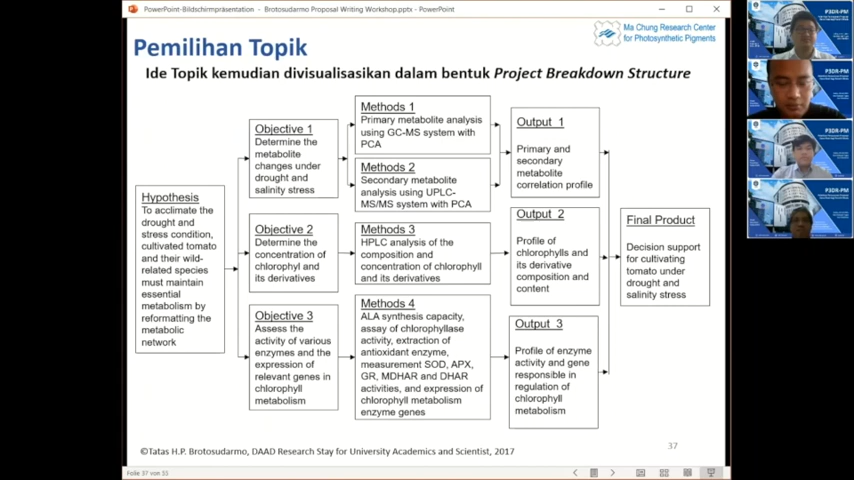 PowerPoint-Bildschirmpräsentation - Brotosudarmo Proposal Writing Workshop.pptx - PowerPoint
Ma Chung Research Center
for Photosynthetic Pigments
Pemilihan Topik
Ide Topik kemudian divisualisasikan dalam bentuk Project Breakdown Structure
Hypothesis
To acclimate the
drought and
stress condition,
cultivated tomato
and their wild-
related species
must maintain
essential
metabolism by
reformatting the
metabolic
network
Objective 1
Determine the
metabolite
changes under
drought and
salinity stress
Objective 2
Determine the
concentration of
chlorophyl and
its derivatives
Objective 3
Assess the
activity of various
enzymes and the
expression of
relevant genes in
chlorophyll
metabolism
Methods 1
Primary metabolite analysis
using GC-MS system with
PCA
Methods 2
Secondary metabolite
analysis using UPLC-
MS/MS system with PCA
Methods 3
HPLC analysis of the
composition and
concentration of chlorophyll
and its derivatives
Methods 4
ALA synthesis capacity,
assay of chlorophyllase
activity, extraction of
antioxidant enzyme,
measurement SOD, APX,
GR, MDHAR and DHAR
activities, and expression of
chlorophyll metabolism
enzyme genes
Output 1
Primary and
secondary
metabolite
correlation profile
Output 2
Profile of
chlorophylls and
its derivative
composition and
content
Output 3
Profile of enzyme
activity and gene
responsible in
regulation of
chlorophyll
metabolism
Final Product
Decision support
for cultivating
tomato under
drought and
salinity stress
©Tatas H.P. Brotosudarmo, DAAD Research Stay for University Academics and Scientist, 2017
37
Folie 37 von 55
P3DR-PM
P3DR-PM
P3DR-PM
P3DR-PM